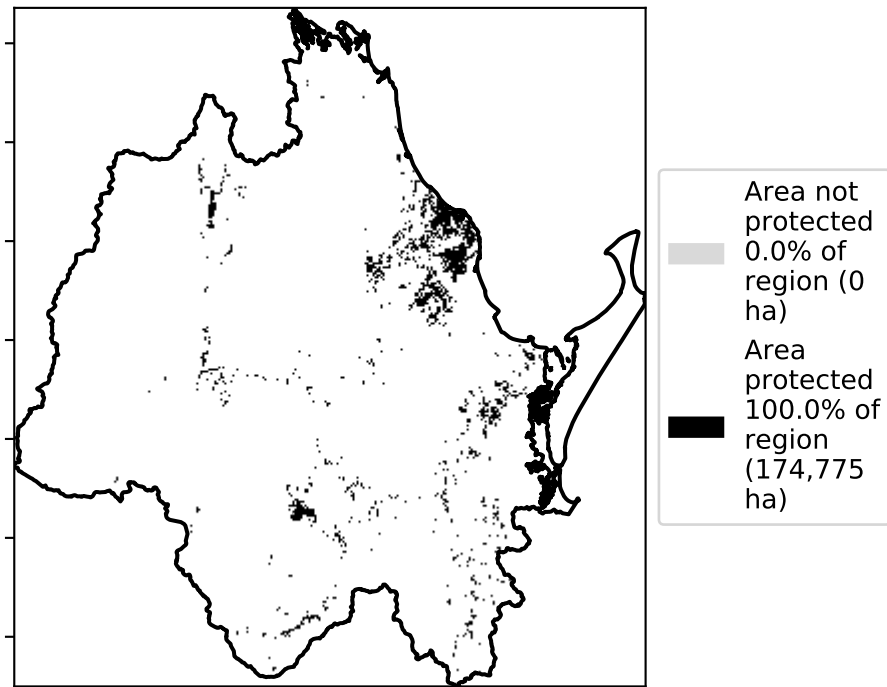 Area not
protected
0.0% of
region (0
ha)
Area
protected
100.0% of
region
(174,775
ha)